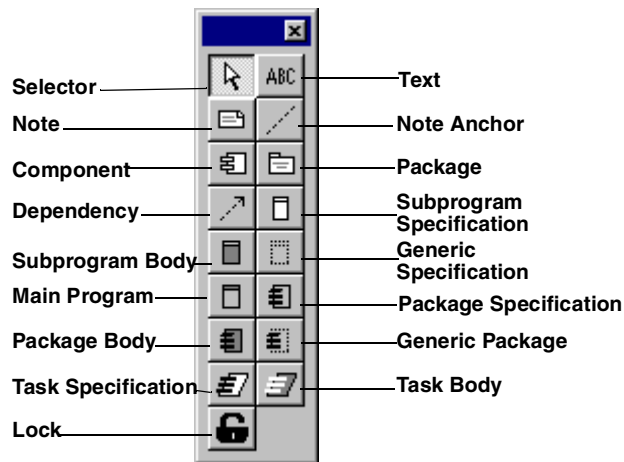 ABC
Selector
Text
Note
Note Anchor
Component
Package
Dependency
Subprogram
Specification
Subprogram Body
Generic
Specification
Main Program
Package Specification
Package Body
Generic Package
Task Specification
Task Body
Lock